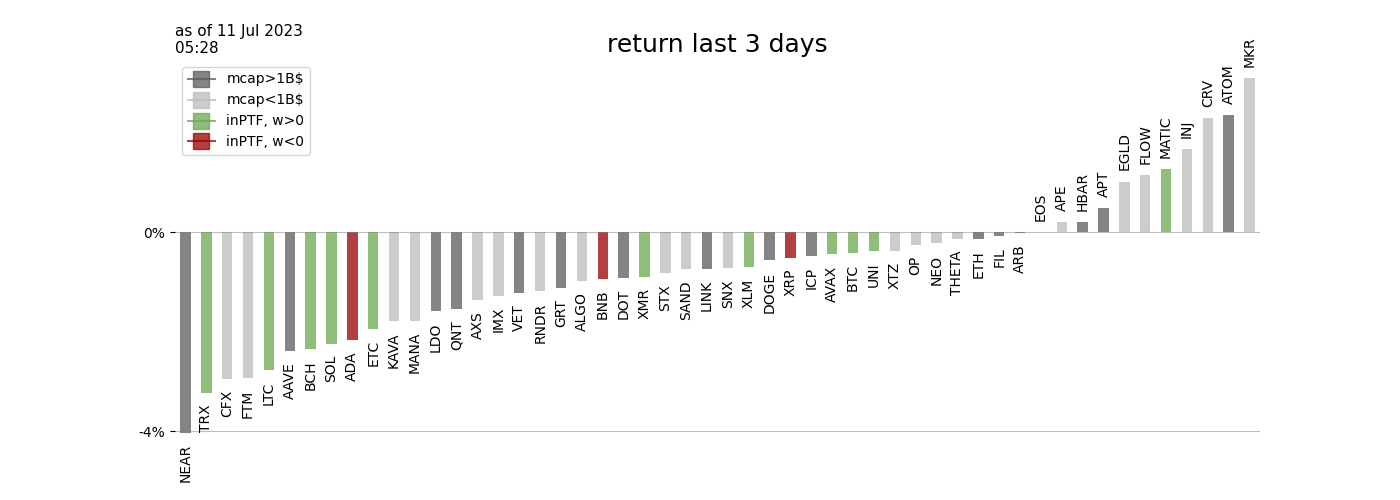 as of 11 Jul 2023
05:28
return last 3 days
mcap>1B$
mcap<1B$
inPTF, w>0
inPTF, w<0
0%
-4%
NEAR
TRX
CFX
FTM
LTC
AAVE
BCH
SOL
ADA
ETC
KAVA
MANA
LDO
QNT
AXS
IMX
VET
RNDR
GRT
ALGO
BNB
DOT
XMR
STX
SAND
LINK
SNX
XLM
DOGE
XRP
ICP
AVAX
BTC
UNI
XTZ
OP
NEO
THETA
ETH
FIL
ARB
EOS
APE
HBAR
APT
EGLD
FLOW
MATIC
INJ
CRV
ATOM
MKR